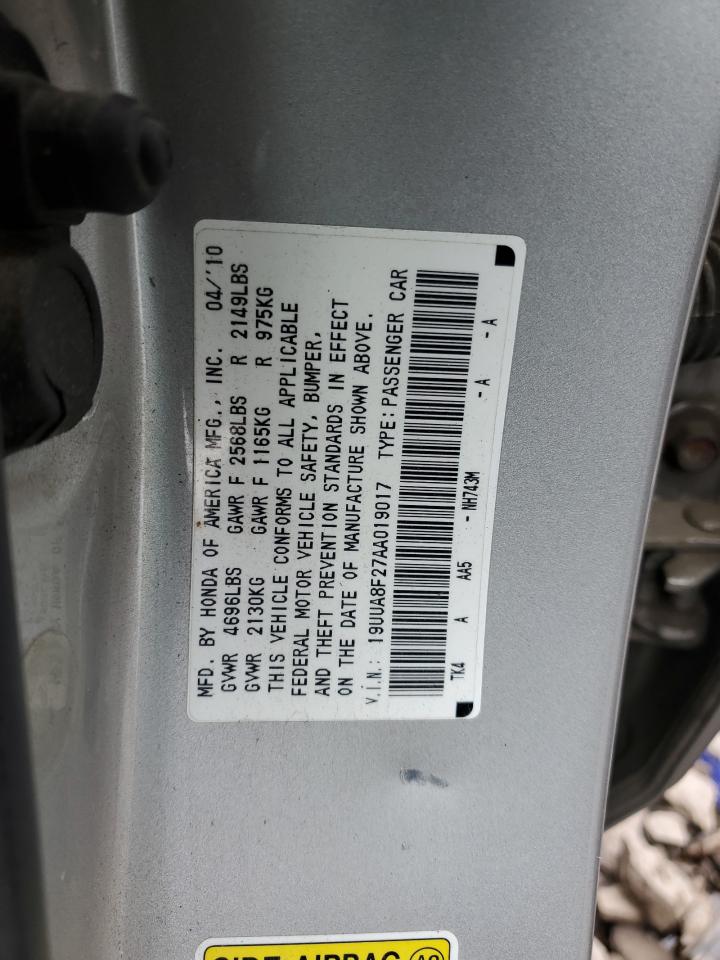 MFD. BY HONDA OF AMERICA MFG., INC. 04/'10
GVWR 4696LBS GAWR F 2568LBS R 2149LBS
GVWR 2130KG GAWR F 1165KG R 975KG
THIS VEHICLE CONFORMS TO ALL APPLICABLE
FEDERAL MOTOR VEHICLE SAFETY, BUMPER,
AND THEFT PREVENTION STANDARDS IN EFFECT
ON THE DATE OF MANUFACTURE SHOWN ABOVE.
V.I.N.: 19UUA8F27AA019017 TYPE: PASSENGER CAR
TK4 A AA5 - NH743M - A - A
SIDE AIRBAG